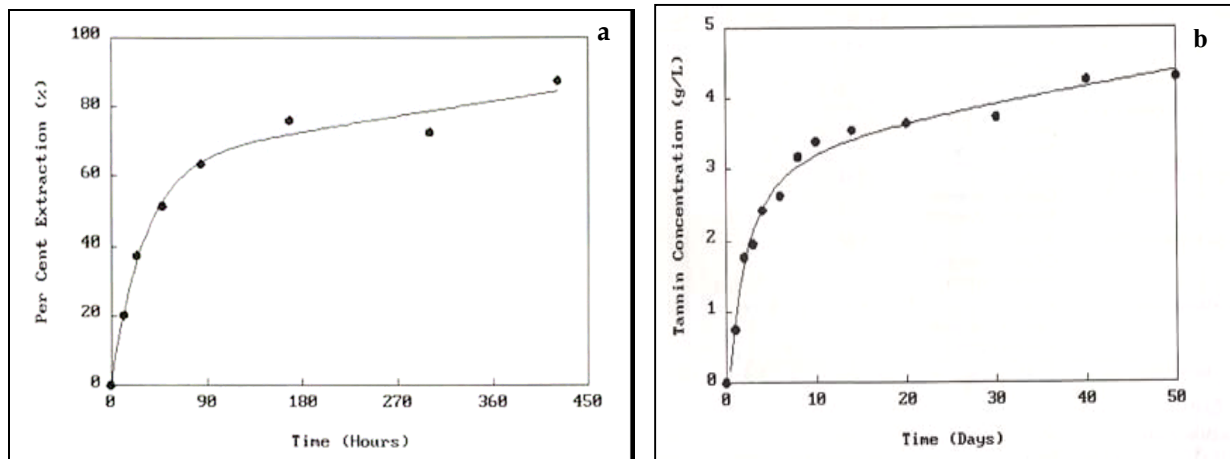 a
100
80
60
40
20
0
Per Cent Extraction (%)
0 90 180 270 360 450
Time (Hours)
b
5
4
3
2
1
0
Tannin Concentration (g/L)
0 10 20 30 40 50
Time (Days)